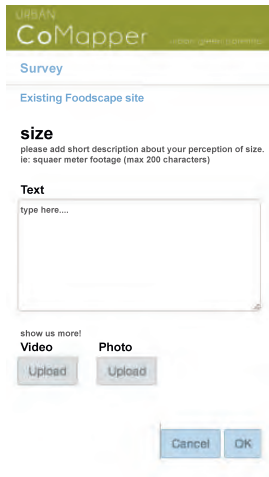 URBAN
CoMapper
Survey
Existing Foodscape site
size
please add short description about your perception of size.
ie: squaer meter footage (max 200 characters)
Text
type here....
show us more!
Video Photo
Upload Upload
Cancel OK